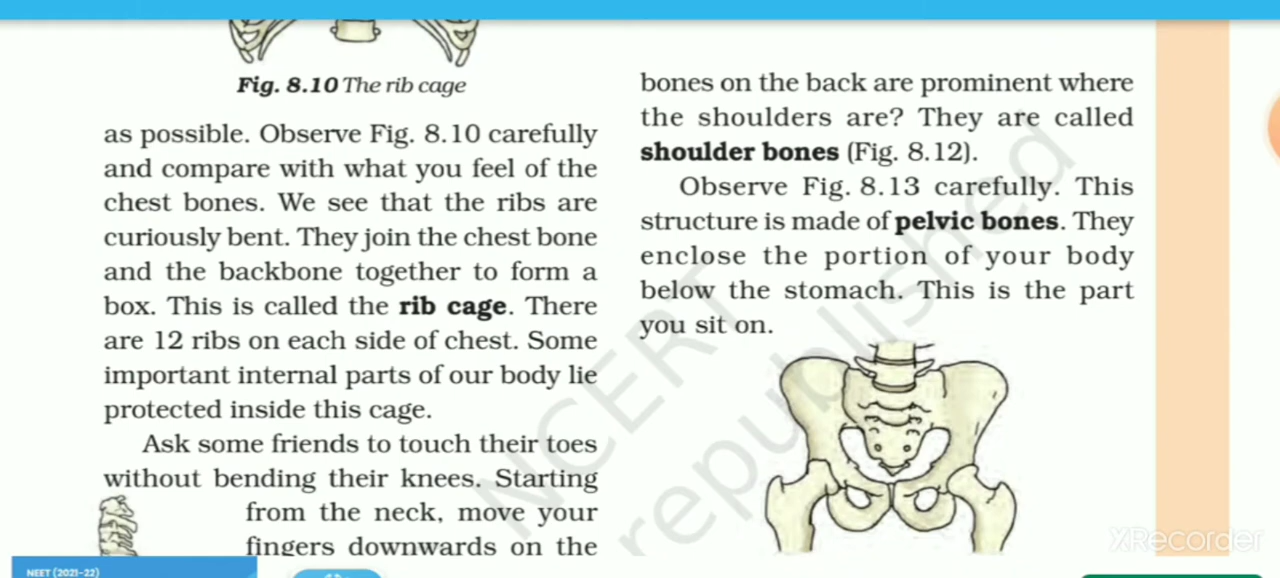 Fig. 8.10 The rib cage
as possible. Observe Fig. 8.10 carefully
and compare with what you feel of the
chest bones. We see that the ribs are
curiously bent. They join the chest bone
and the backbone together to form a
box. This is called the rib cage. There
are 12 ribs on each side of chest. Some
important internal parts of our body lie
protected inside this cage.
Ask some friends to touch their toes
without bending their knees. Starting
from the neck, move your
fingers downwards on the
bones on the back are prominent where
the shoulders are? They are called
shoulder bones (Fig. 8.12).
Observe Fig. 8.13 carefully. This
structure is made of pelvic bones. They
enclose the portion of your body
below the stomach. This is the part
you sit on.
NCERT
republished
XRecorder
NEET (2021-22)